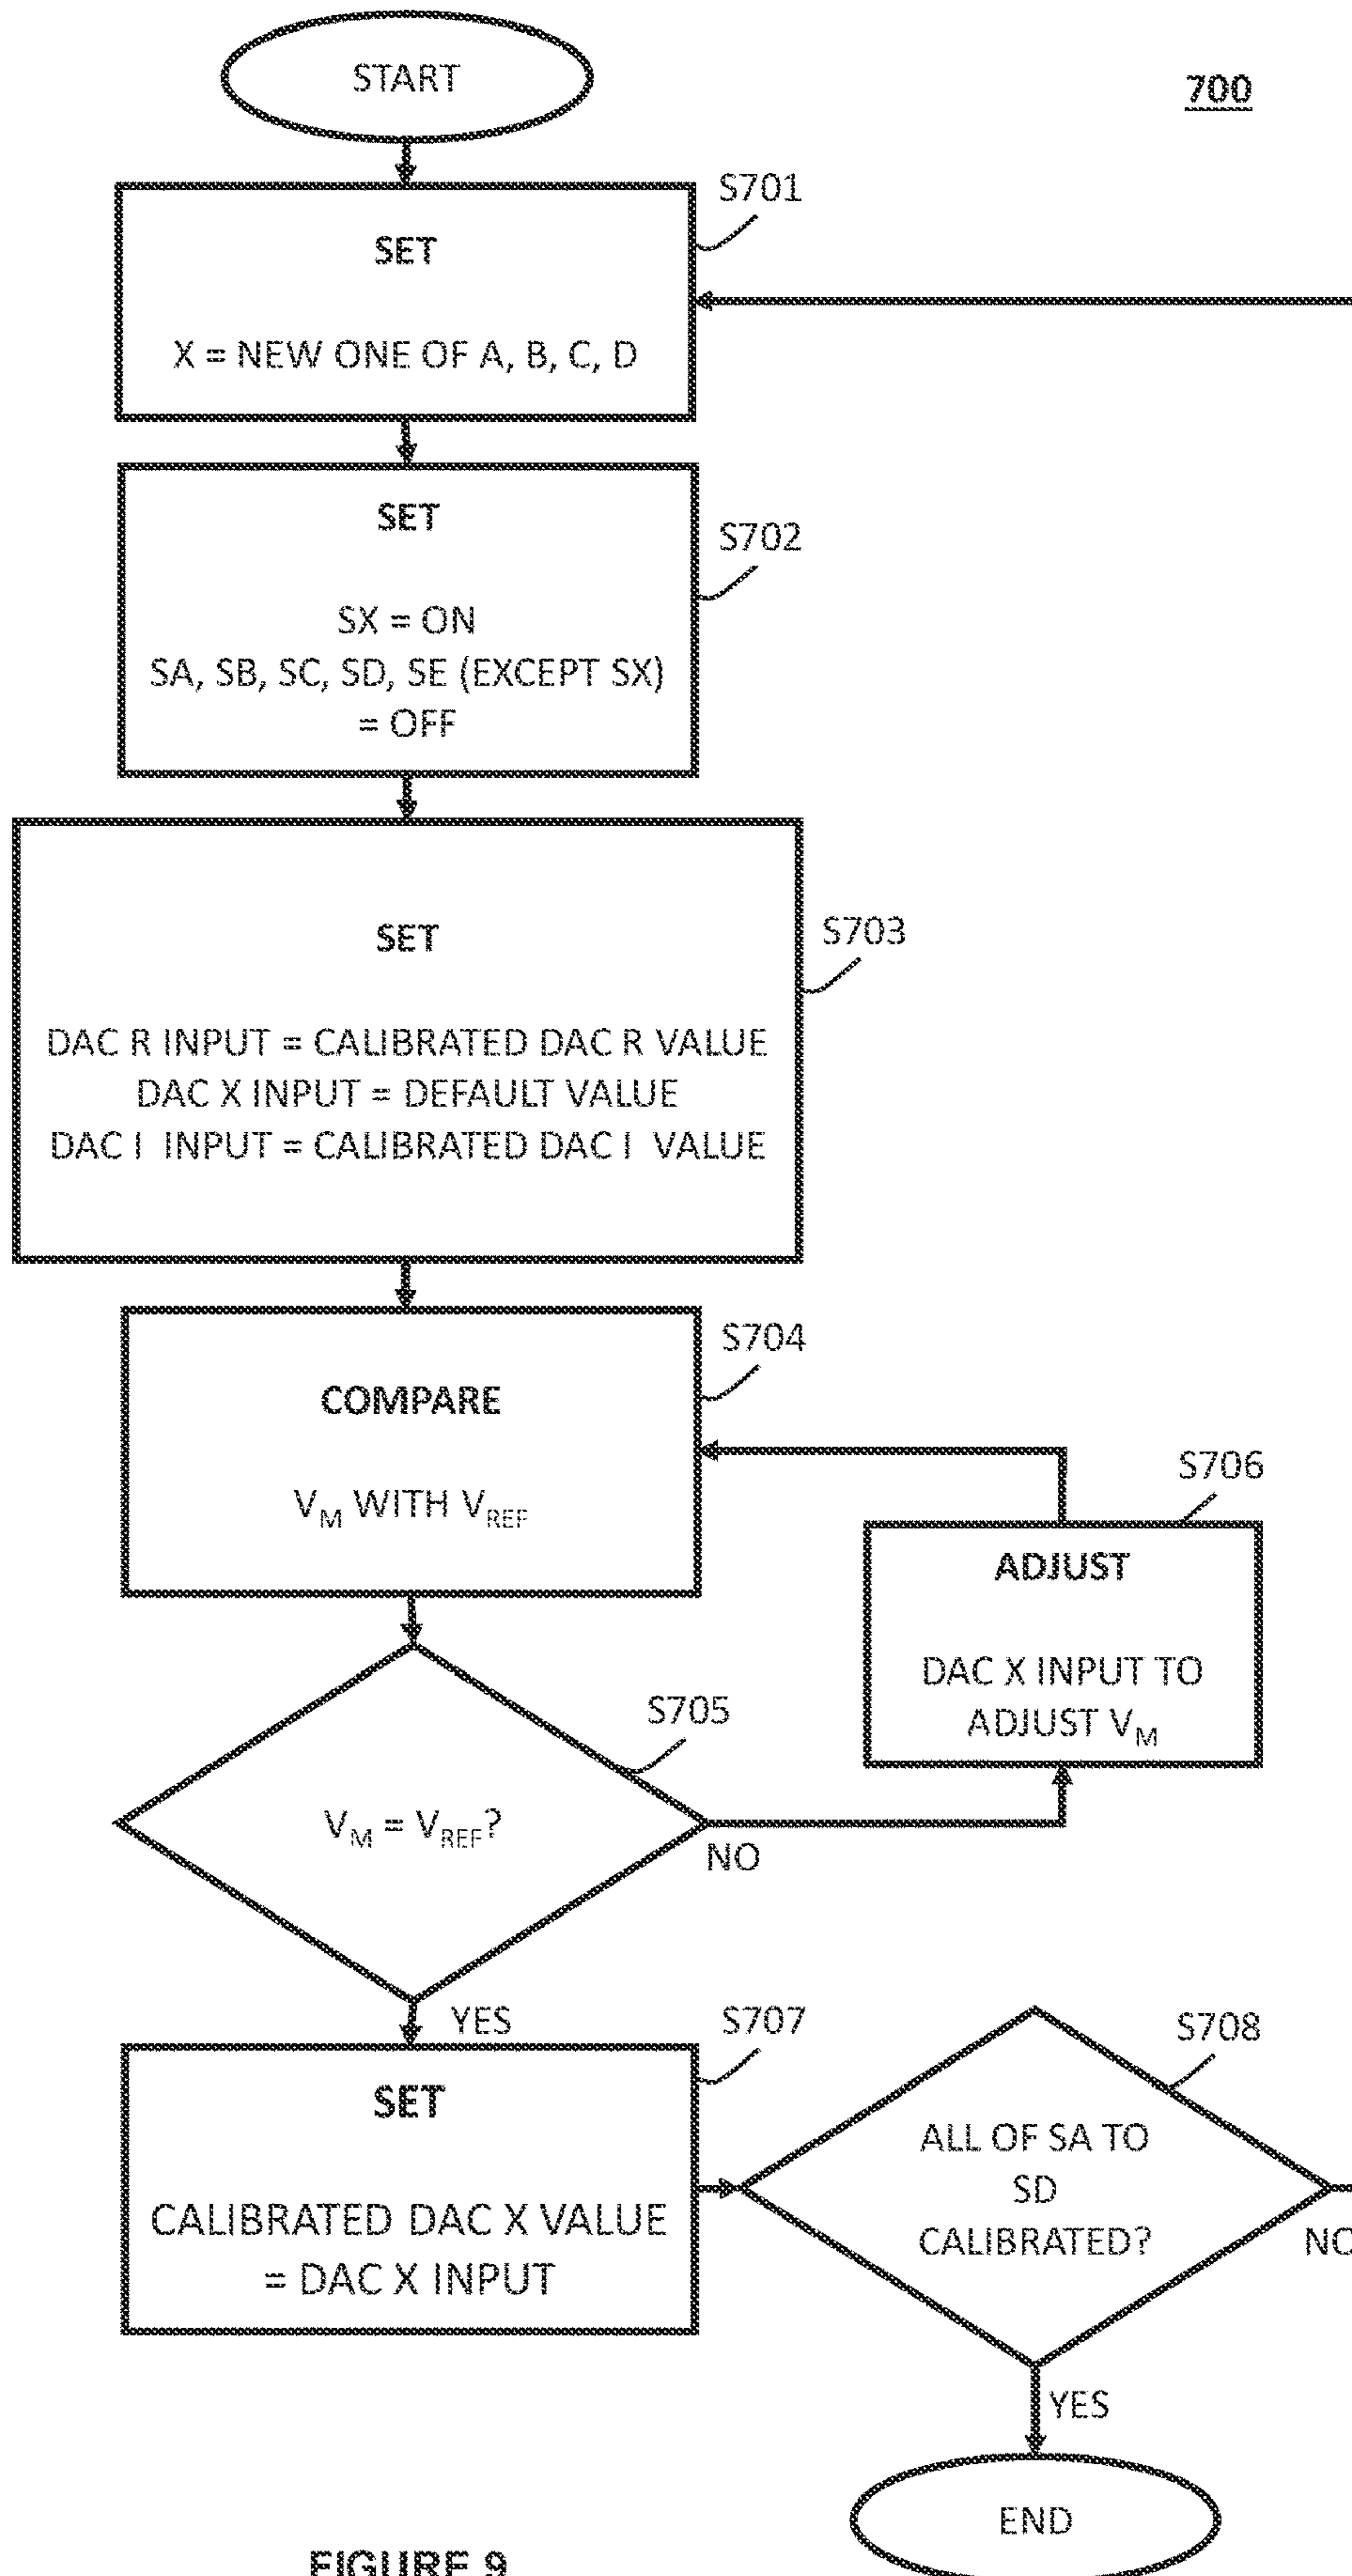 START
700
S701
SET
X = NEW ONE OF A, B, C, D
S702
SET
SX = ON
SA, SB, SC, SD, SE (EXCEPT SX)
= OFF
S703
SET
DAC R INPUT = CALIBRATED DAC R VALUE
DAC X INPUT = DEFAULT VALUE
DAC I INPUT = CALIBRATED DAC I VALUE
S704
COMPARE
VM WITH VREF
S706
ADJUST
DAC X INPUT TO
ADJUST VM
S705
VM = VREF?
NO
YES
S707
SET
CALIBRATED DAC X VALUE
= DAC X INPUT
S708
ALL OF SA TO
SD
CALIBRATED?
NO
YES
END
FIGURE 9